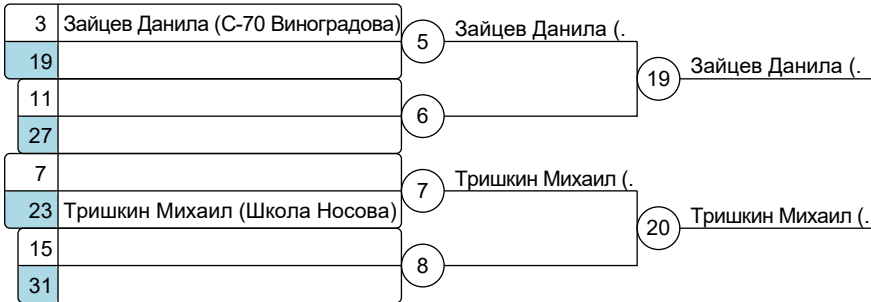 3 Зайцев Данила (С-70 Виноградова)
5 Зайцев Данила (.
19
19 Зайцев Данила (.
11
6
27
7
7 Тришкин Михаил (.
23 Тришкин Михаил (Школа Носова)
20 Тришкин Михаил (.
15
8
31